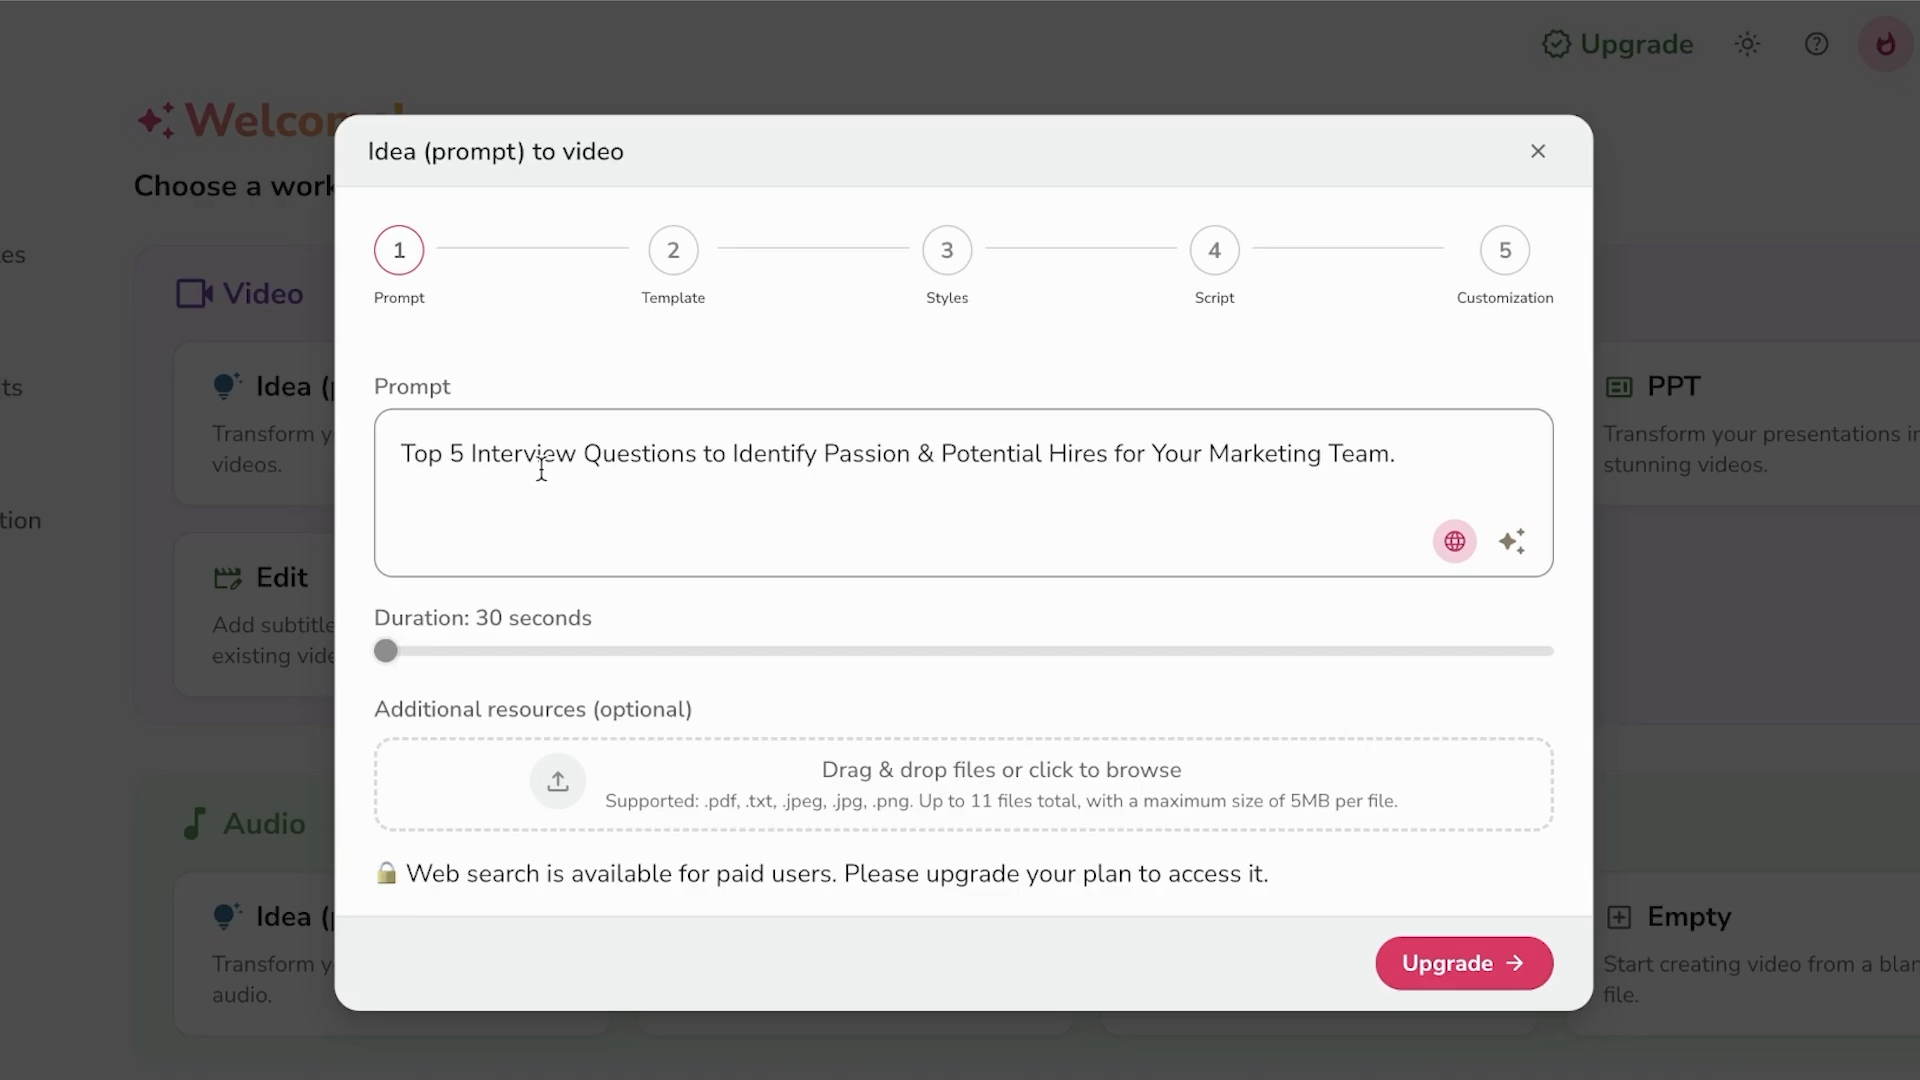 Upgrade
Welcome!
Choose a work
Idea (prompt) to video
1
2
3
4
5
Prompt
Template
Styles
Script
Customization
es
Video
ts
Idea (
Transform y
videos.
PPT
Transform your presentations in
stunning videos.
Prompt
Top 5 Interview Questions to Identify Passion & Potential Hires for Your Marketing Team.
tion
Edit
Add subtitle
existing vide
Duration: 30 seconds
Additional resources (optional)
Drag & drop files or click to browse
Supported: .pdf, .txt, .jpeg, .jpg, .png. Up to 11 files total, with a maximum size of 5MB per file.
Audio
🔒 Web search is available for paid users. Please upgrade your plan to access it.
Idea (
Transform y
audio.
Empty
Start creating video from a blan
file.
Upgrade